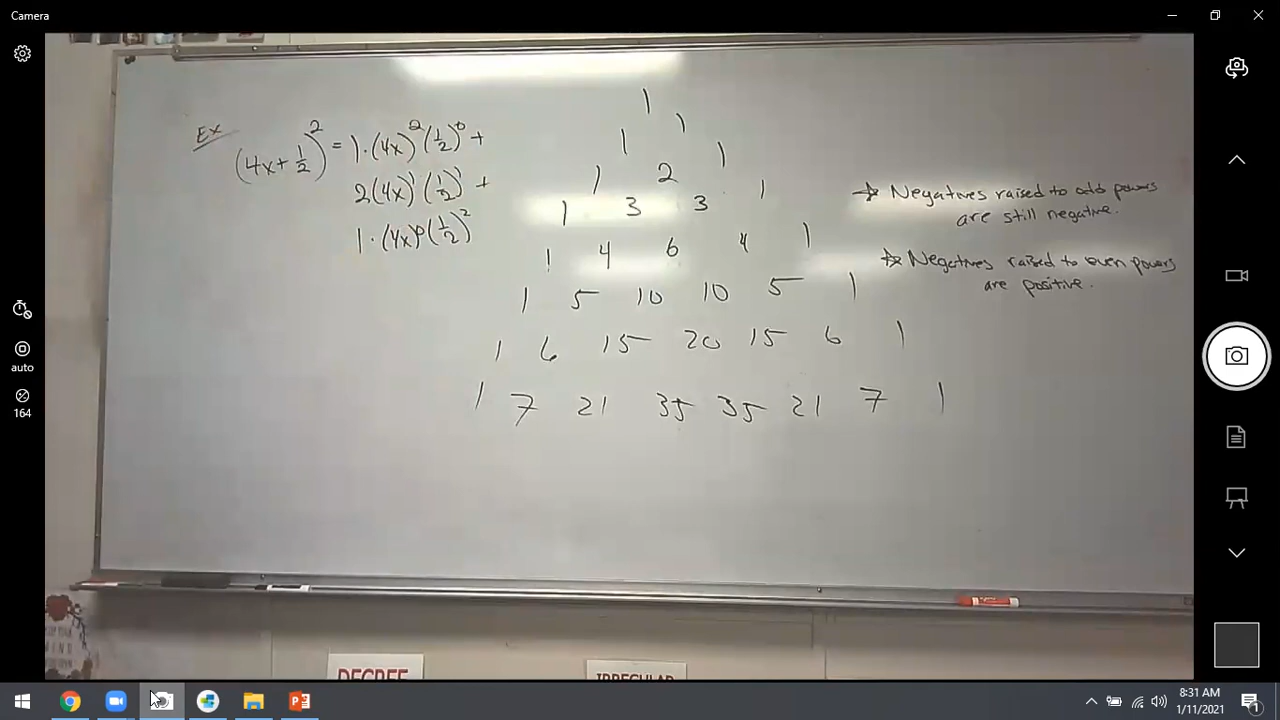 Camera
Ex
(4x+½)² = 1·(4x)²(½)⁰ +
2(4x)¹(½)¹ +
1·(4x)⁰(½)²
1
1 1
1 2 1
1 3 3 1
1 4 6 4 1
1 5 10 10 5 1
1 6 15 20 15 6 1
1 7 21 35 35 21 7 1
☆ Negatives raised to odd powers
are still negative.
☆ Negatives raised to even powers
are positive.
auto
164
DEGREE
IRREGULAR
8:31 AM
1/11/2021
1